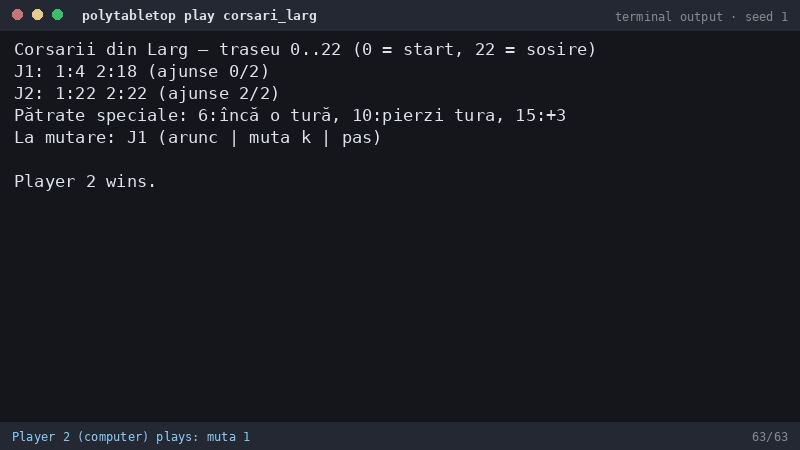 polytabletop play corsari_larg
terminal output · seed 1
Corsarii din Larg — traseu 0..22 (0 = start, 22 = sosire)
J1: 1:4 2:18 (ajunse 0/2)
J2: 1:22 2:22 (ajunse 2/2)
Pătrate speciale: 6:încă o tură, 10:pierzi tura, 15:+3
La mutare: J1 (arunc | muta k | pas)
Player 2 wins.
Player 2 (computer) plays: muta 1
63/63